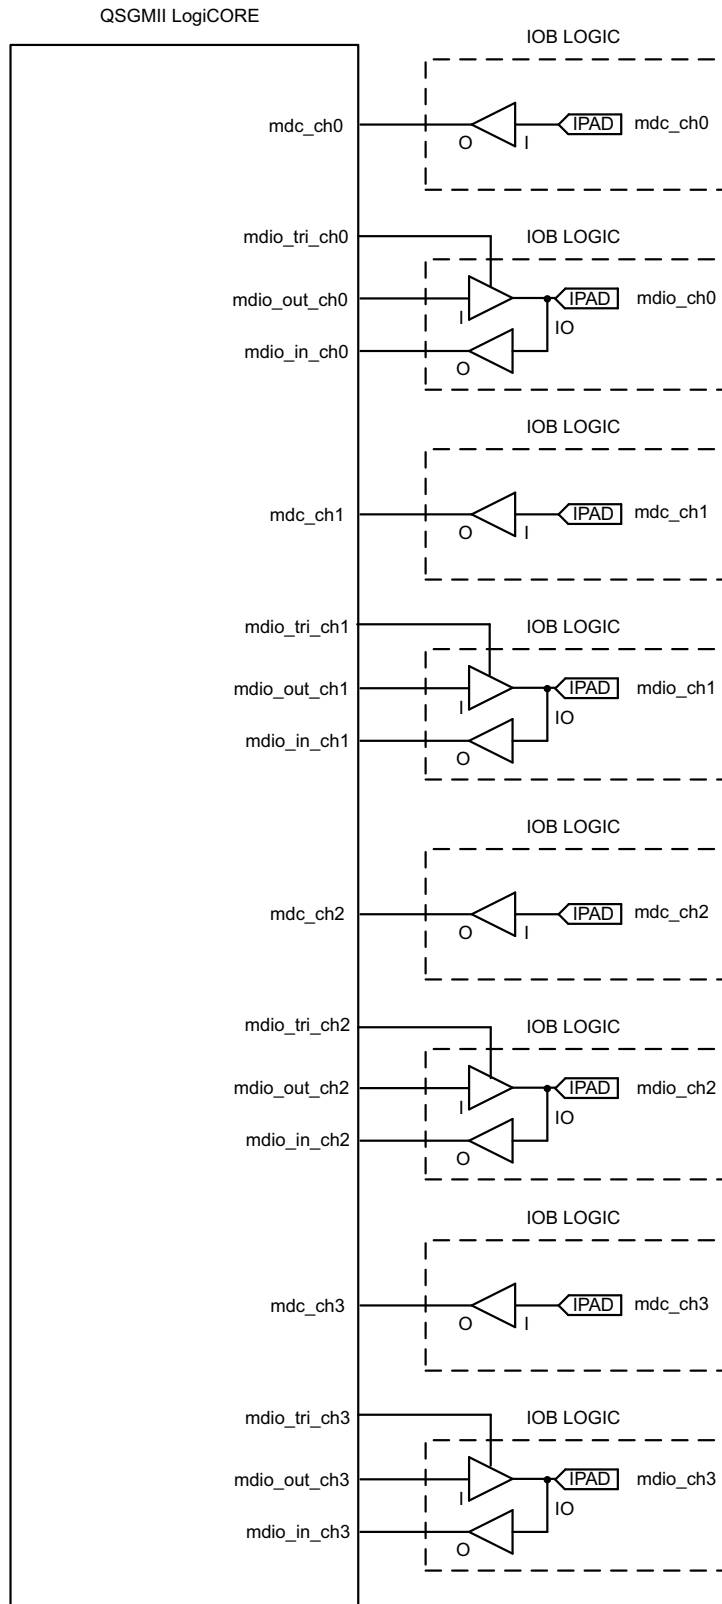 QSGMII LogiCORE
IOB LOGIC
mdc_ch0
O
I
IPAD
mdc_ch0
mdio_tri_ch0
IOB LOGIC
mdio_out_ch0
I
IPAD
mdio_ch0
IO
mdio_in_ch0
O
IOB LOGIC
mdc_ch1
O
I
IPAD
mdc_ch1
mdio_tri_ch1
IOB LOGIC
mdio_out_ch1
I
IPAD
mdio_ch1
IO
mdio_in_ch1
O
IOB LOGIC
mdc_ch2
O
I
IPAD
mdc_ch2
mdio_tri_ch2
IOB LOGIC
mdio_out_ch2
I
IPAD
mdio_ch2
IO
mdio_in_ch2
O
IOB LOGIC
mdc_ch3
O
I
IPAD
mdc_ch3
mdio_tri_ch3
IOB LOGIC
mdio_out_ch3
I
IPAD
mdio_ch3
IO
mdio_in_ch3
O